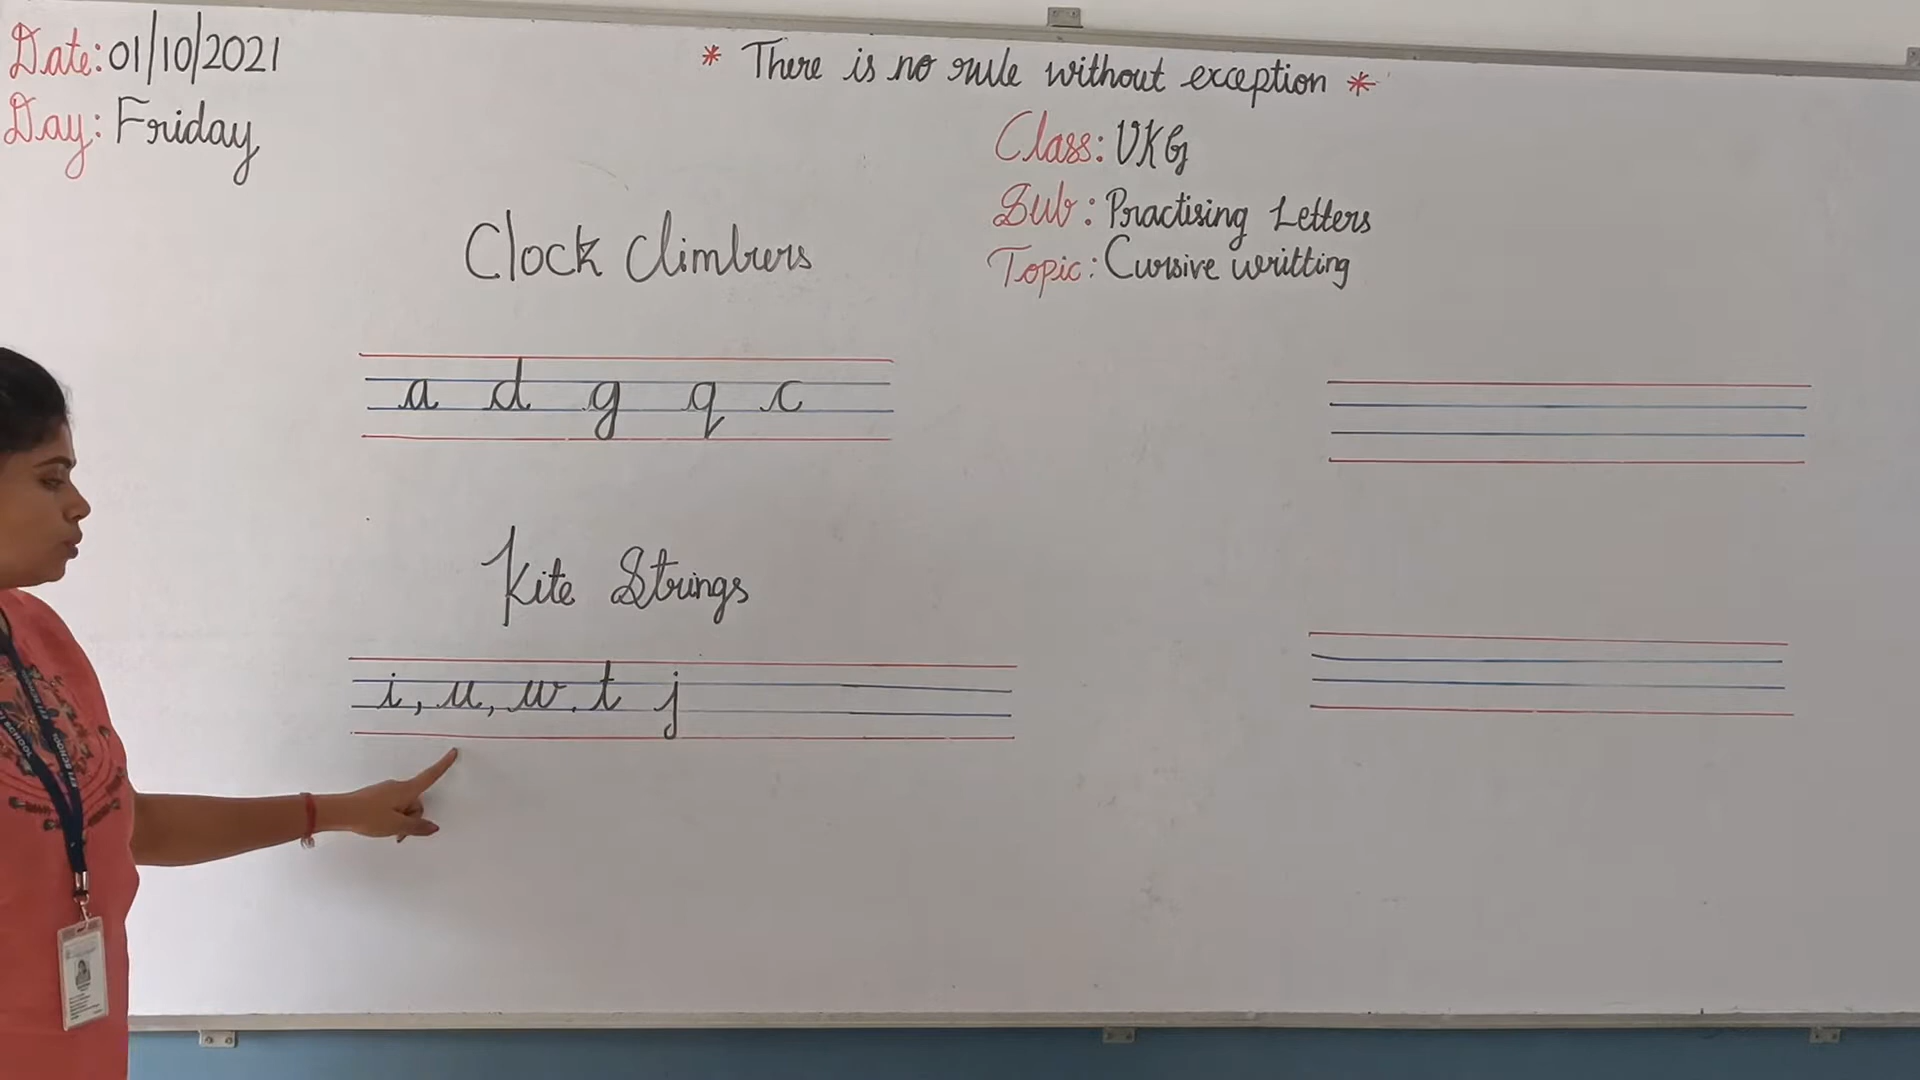 Date: 01/10/2021
* There is no rule without exception *
Day: Friday
Class: UKG
Sub: Practising Letters
Topic: Cursive writting
Clock Climbers
a d g q c
Kite Strings
i, u, w. t j